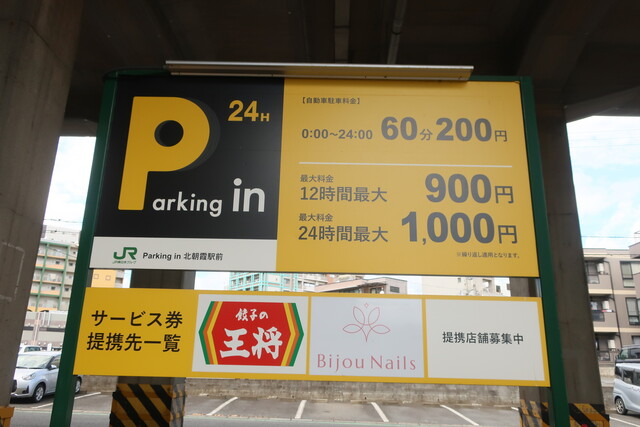 24H
Parking in
【自動車駐車料金】
0:00~24:00 60分 200円
最大料金
12時間最大 900円
最大料金
24時間最大 1,000円
※繰り返し適用となります。
JR Parking in 北朝霞駅前
サービス券
提携先一覧
餃子の
王将
Bijou Nails
提携店舗募集中